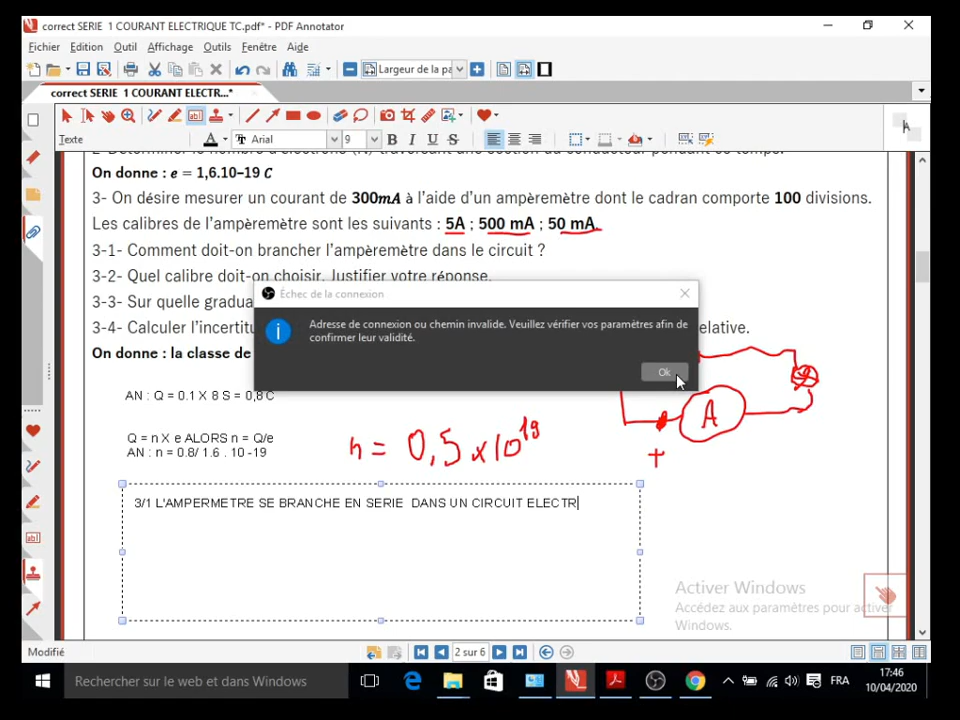 correct SERIE 1 COURANT ELECTRIQUE TC.pdf* - PDF Annotator
Fichier Edition Outil Affichage Outils Fenêtre Aide
Largeur de la pa
correct SERIE 1 COURANT ELECTR...*
Texte
Arial
9
B I U S
On donne : e = 1,6.10–19 C
3- On désire mesurer un courant de 300mA à l'aide d'un ampèremètre dont le cadran comporte 100 divisions.
Les calibres de l'ampèremètre sont les suivants : 5A ; 500 mA ; 50 mA.
3-1- Comment doit-on brancher l'ampèremètre dans le circuit ?
3-2- Quel calibre doit-on choisir. Justifier votre réponse.
3-3- Sur quelle gradua
Échec de la connexion
Adresse de connexion ou chemin invalide. Veuillez vérifier vos paramètres afin de
confirmer leur validité.
Ok
3-4- Calculer l'incertitu
elative.
On donne : la classe de
AN : Q = 0.1 X 8 S = 0,8 C
A
+
Q = n X e ALORS n = Q/e
AN : n = 0.8/ 1.6 . 10 -19
n = 0,5 x 10 19
3/1 L'AMPERMETRE SE BRANCHE EN SERIE DANS UN CIRCUIT ELECTR
Activer Windows
Accédez aux paramètres pour activer
Windows.
Modifié
2 sur 6
Rechercher sur le web et dans Windows
FRA
17:46
10/04/2020